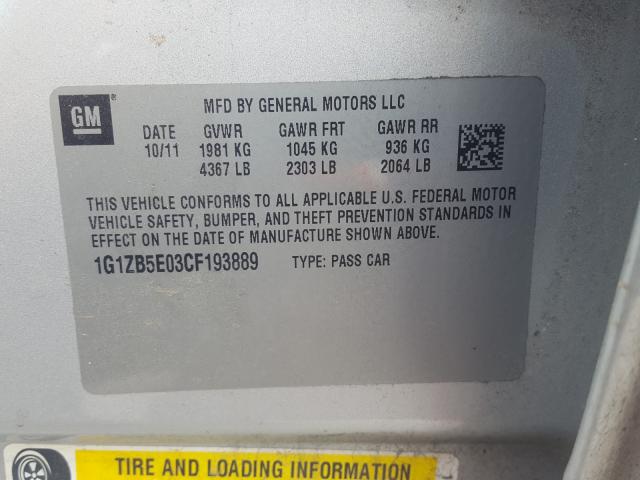 GM
MFD BY GENERAL MOTORS LLC
DATE GVWR GAWR FRT GAWR RR
10/11 1981 KG 1045 KG 936 KG
4367 LB 2303 LB 2064 LB
THIS VEHICLE CONFORMS TO ALL APPLICABLE U.S. FEDERAL MOTOR
VEHICLE SAFETY, BUMPER, AND THEFT PREVENTION STANDARDS IN
EFFECT ON THE DATE OF MANUFACTURE SHOWN ABOVE.
1G1ZB5E03CF193889 TYPE: PASS CAR
TIRE AND LOADING INFORMATION